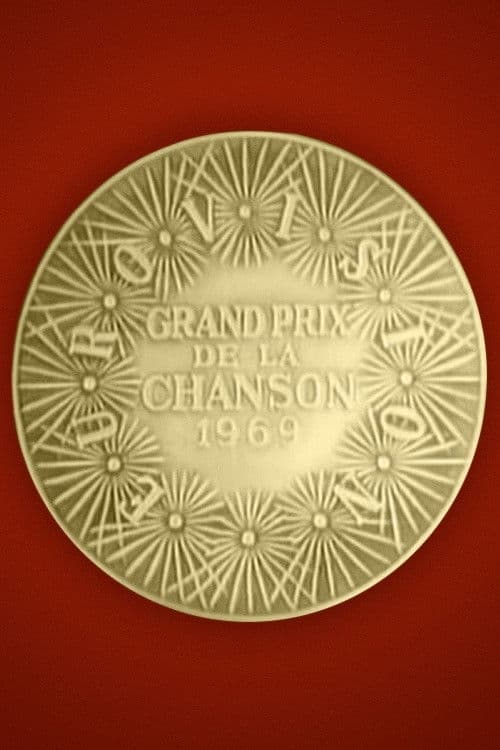 EUROVISION
GRAND PRIX
DE LA
CHANSON
1969